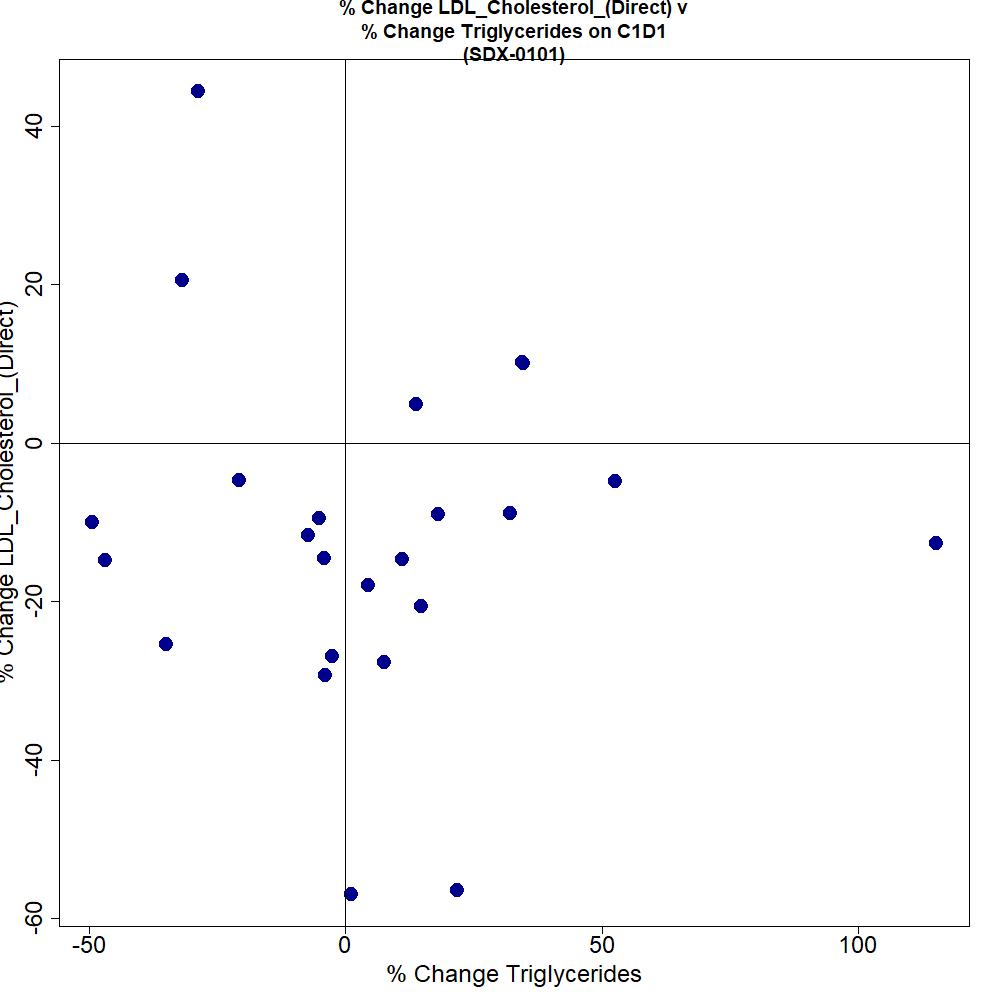 % Change LDL_Cholesterol_(Direct) v
% Change Triglycerides on C1D1
(SDX-0101)
% Change LDL_Cholesterol_(Direct)
40
20
0
-20
-40
-60
-50
0
50
100
% Change Triglycerides